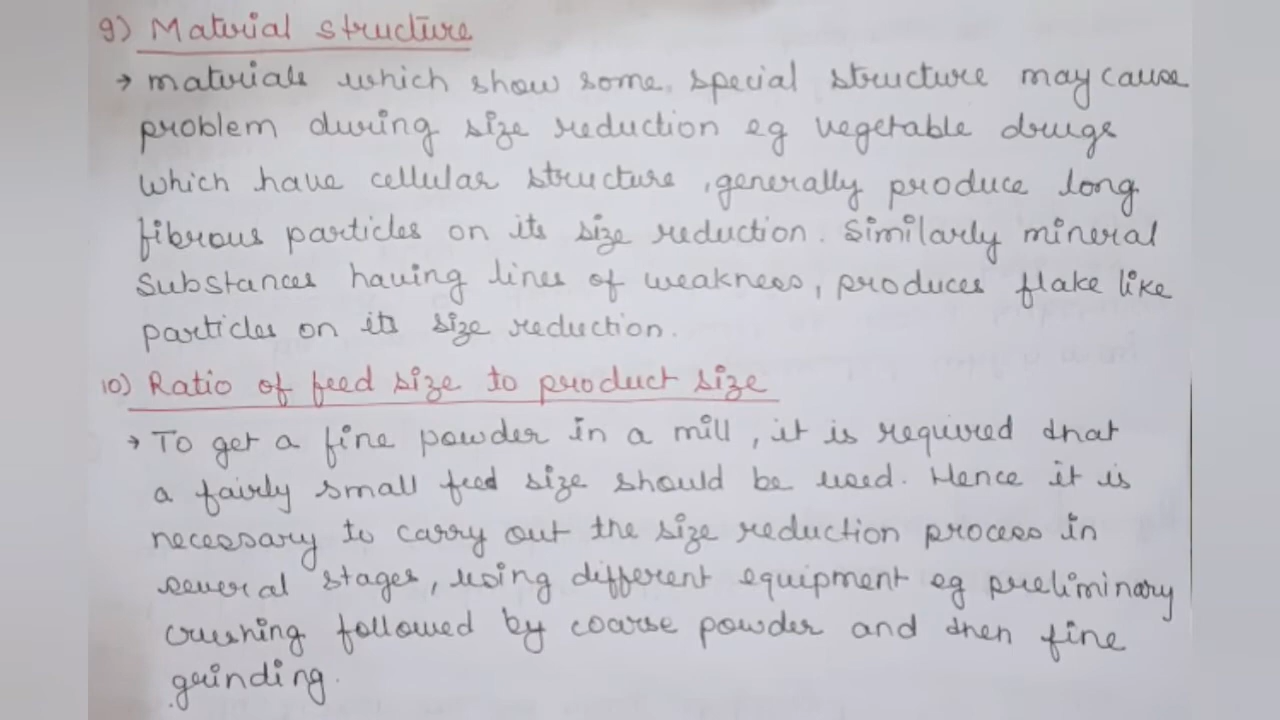 9) Material structure
→ materials which show some special structure may cause
problem during size reduction eg vegetable drugs
which have cellular structure, generally produce long
fibrous particles on its size reduction. Similarly mineral
substances having lines of weakness, produces flake like
particles on its size reduction.
10) Ratio of feed size to product size
→ To get a fine powder in a mill, it is required that
a fairly small feed size should be used. Hence it is
necessary to carry out the size reduction process in
several stages, using different equipment eg preliminary
crushing followed by coarse powder and then fine
grinding.